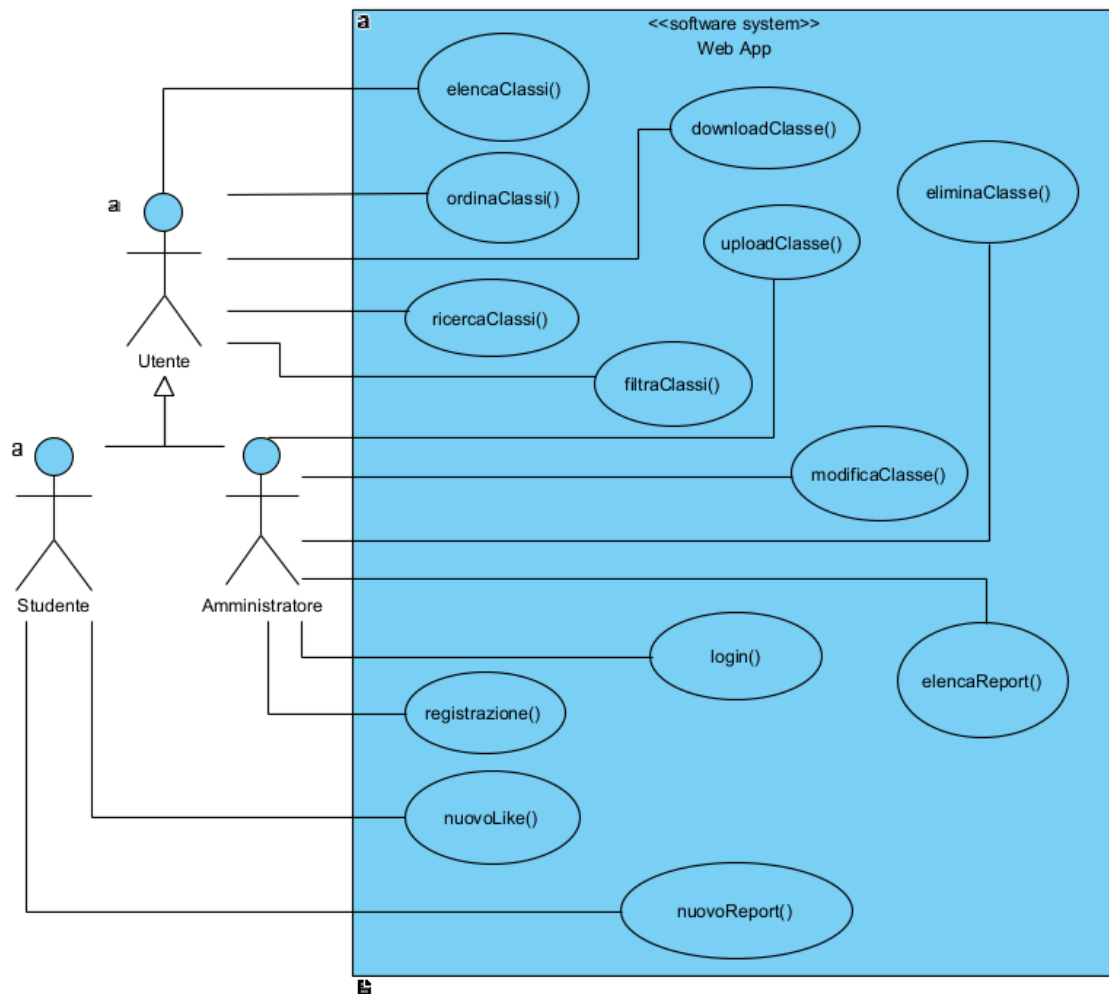 a
<<software system>>
Web App
elencaClassi()
downloadClasse()
eliminaClasse()
ordinaClassi()
a
uploadClasse()
ricercaClassi()
Utente
filtraClassi()
a
modificaClasse()
Studente
Amministratore
login()
elencaReport()
registrazione()
nuovoLike()
nuovoReport()